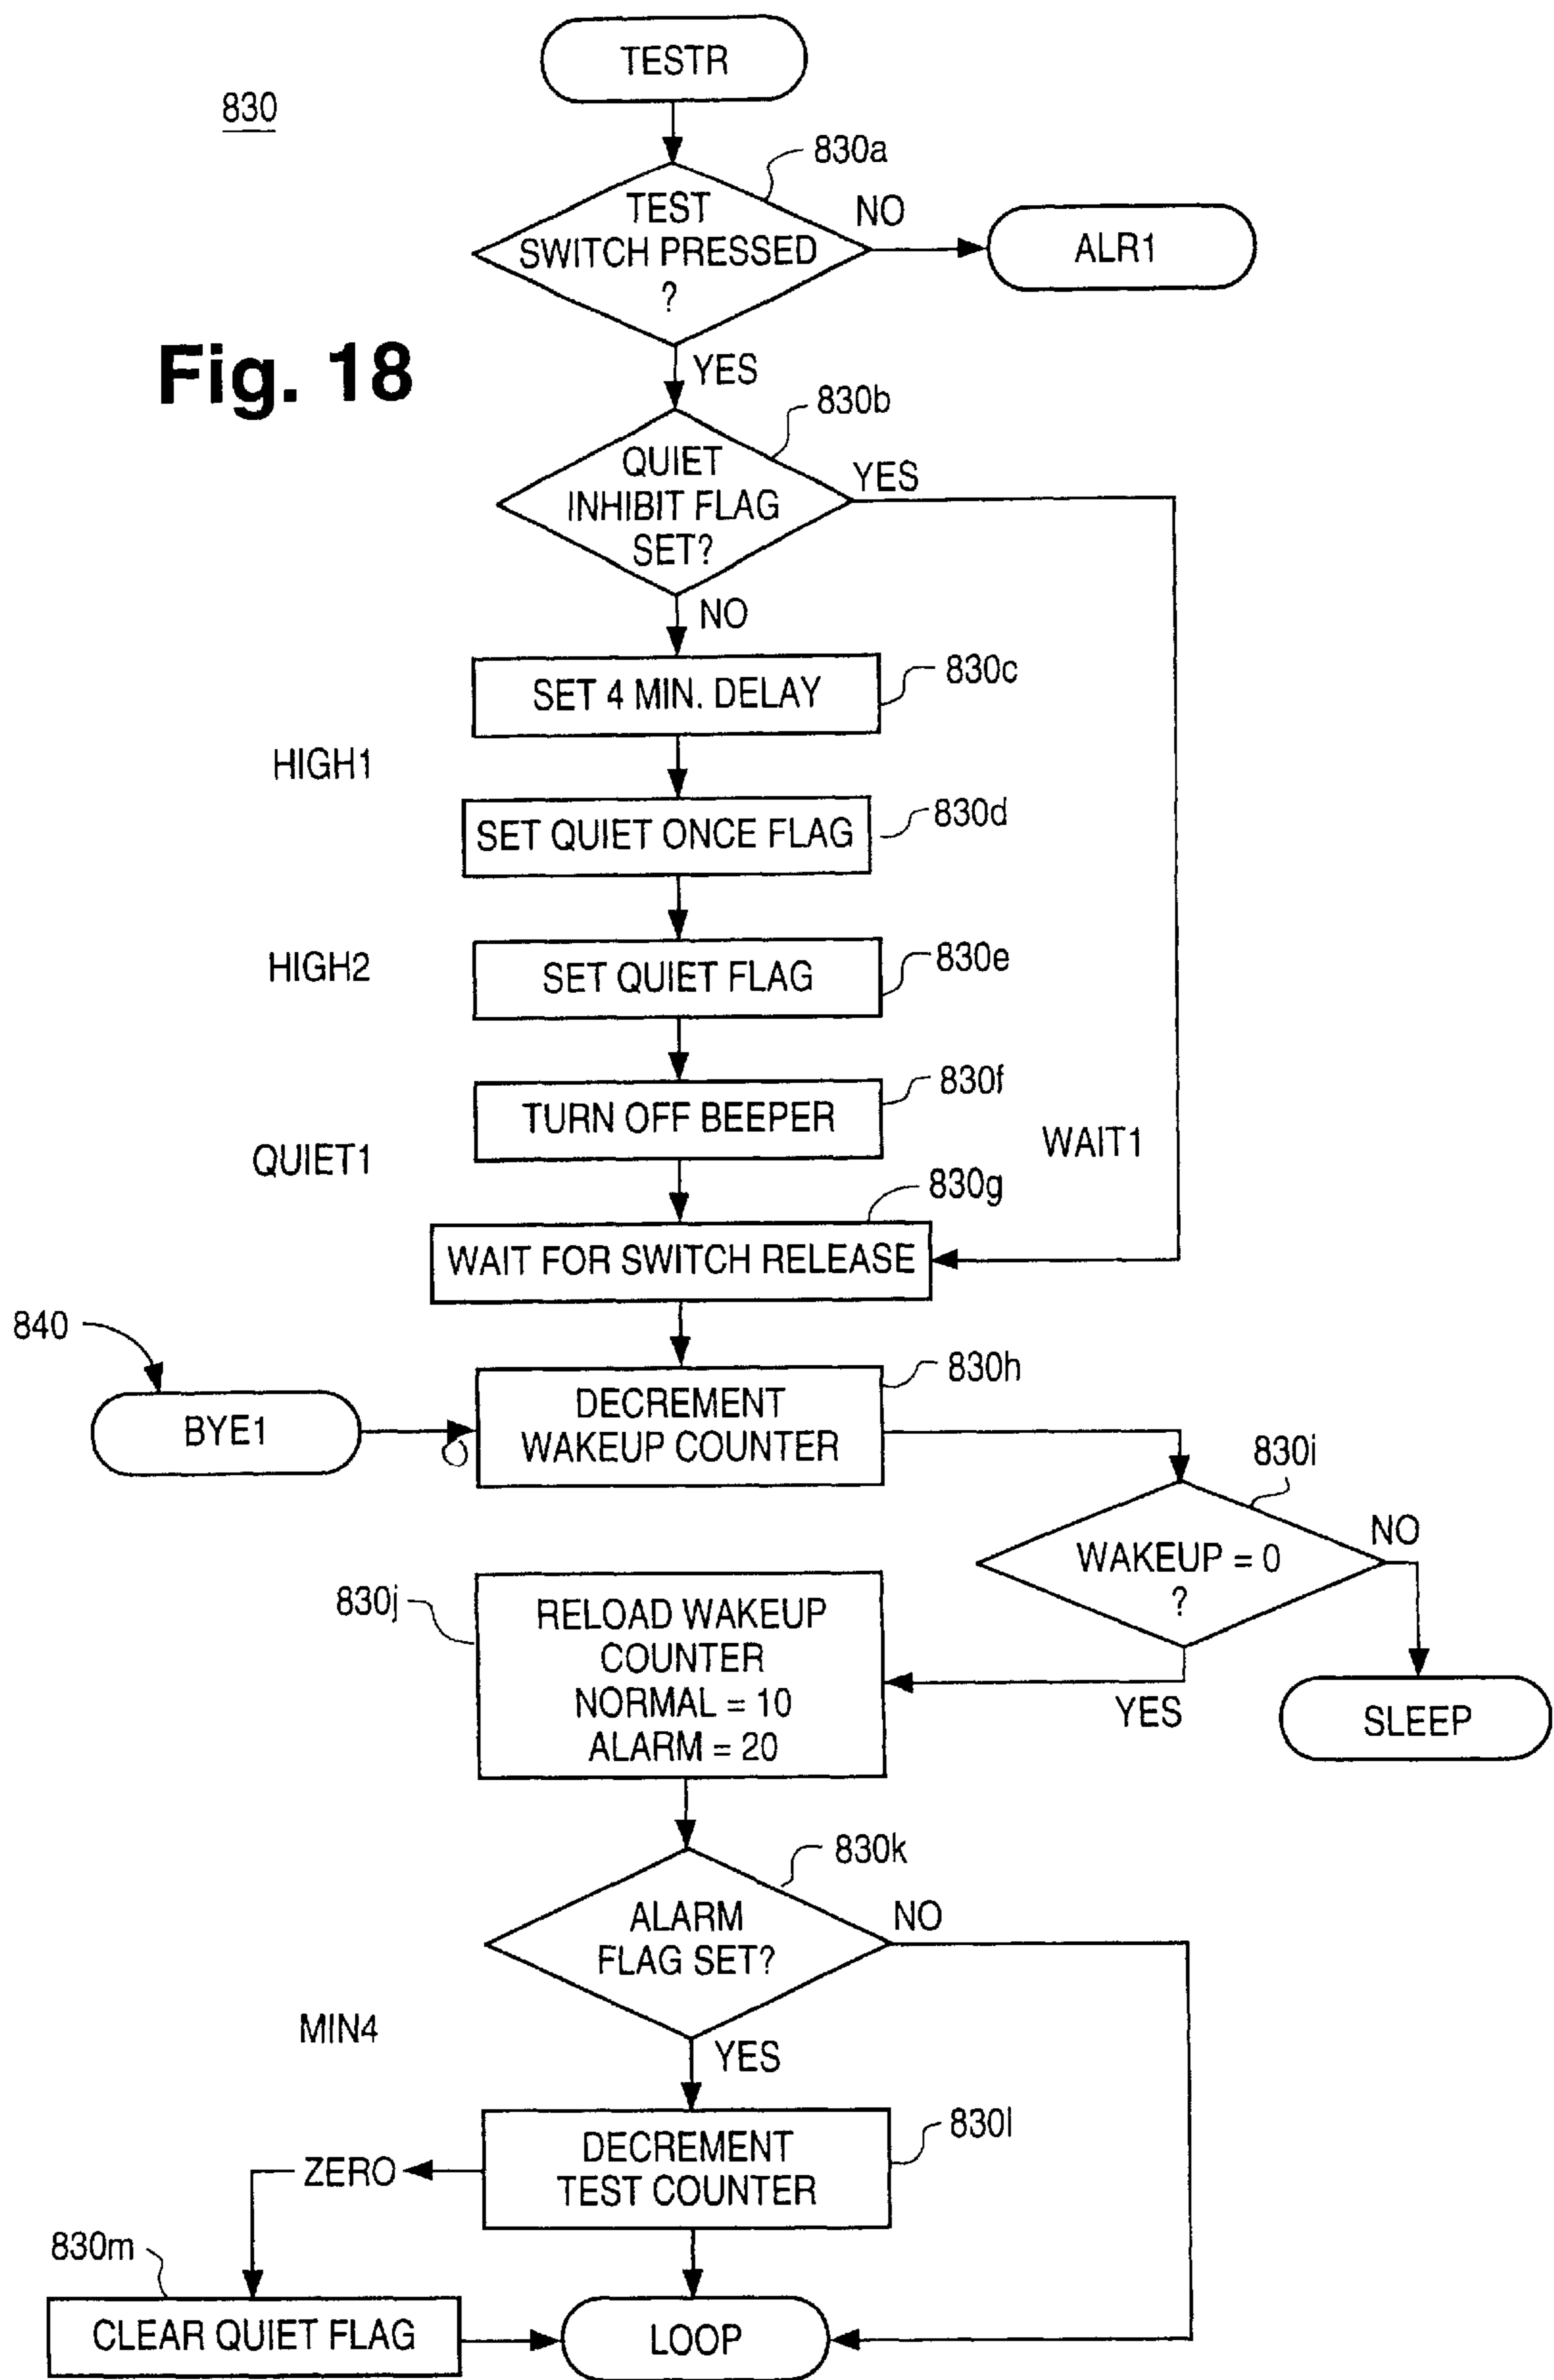 TESTR
830
830a
TEST
SWITCH PRESSED
?
NO
ALR1
Fig. 18
YES
830b
QUIET
INHIBIT FLAG
SET?
YES
NO
SET 4 MIN. DELAY
830c
HIGH1
SET QUIET ONCE FLAG
830d
HIGH2
SET QUIET FLAG
830e
TURN OFF BEEPER
830f
QUIET1
WAIT1
830g
WAIT FOR SWITCH RELEASE
840
BYE1
DECREMENT
WAKEUP COUNTER
830h
830i
WAKEUP = 0
?
NO
YES
SLEEP
830j
RELOAD WAKEUP
COUNTER
NORMAL = 10
ALARM = 20
830k
ALARM
FLAG SET?
NO
MIN4
YES
DECREMENT
TEST COUNTER
830l
ZERO
830m
CLEAR QUIET FLAG
LOOP